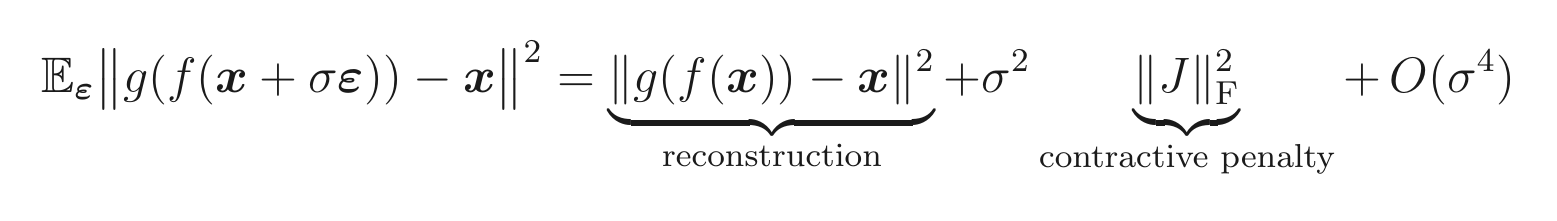 𝔼_𝜺‖g(f(𝒙 + σ𝜺)) − 𝒙‖² = ‖g(f(𝒙)) − 𝒙‖² +σ² ‖J‖²_F + O(σ⁴)
reconstruction contractive penalty